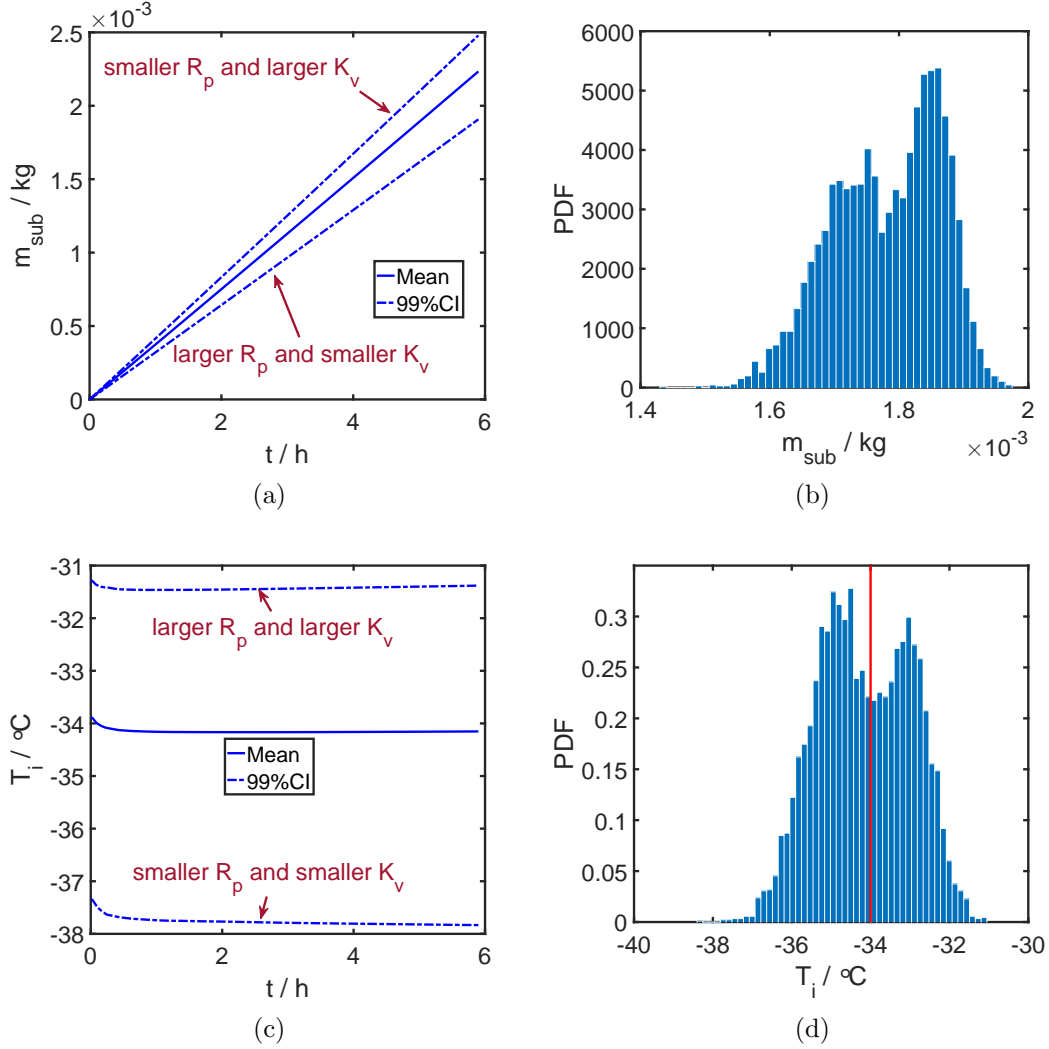 ×10⁻³
2.5
2
1.5
1
0.5
0
m_sub / kg
smaller R_p and larger K_v
Mean
99%CI
larger R_p and smaller K_v
0 2 4 6
t / h
(a)
6000
5000
4000
3000
2000
1000
0
PDF
1.4 1.6 1.8 2
m_sub / kg
×10⁻³
(b)
-31
-32
-33
-34
-35
-36
-37
-38
T_i / °C
larger R_p and larger K_v
Mean
99%CI
smaller R_p and smaller K_v
0 2 4 6
t / h
(c)
0.3
0.25
0.2
0.15
0.1
0.05
0
PDF
-40 -38 -36 -34 -32 -30
T_i / °C
(d)